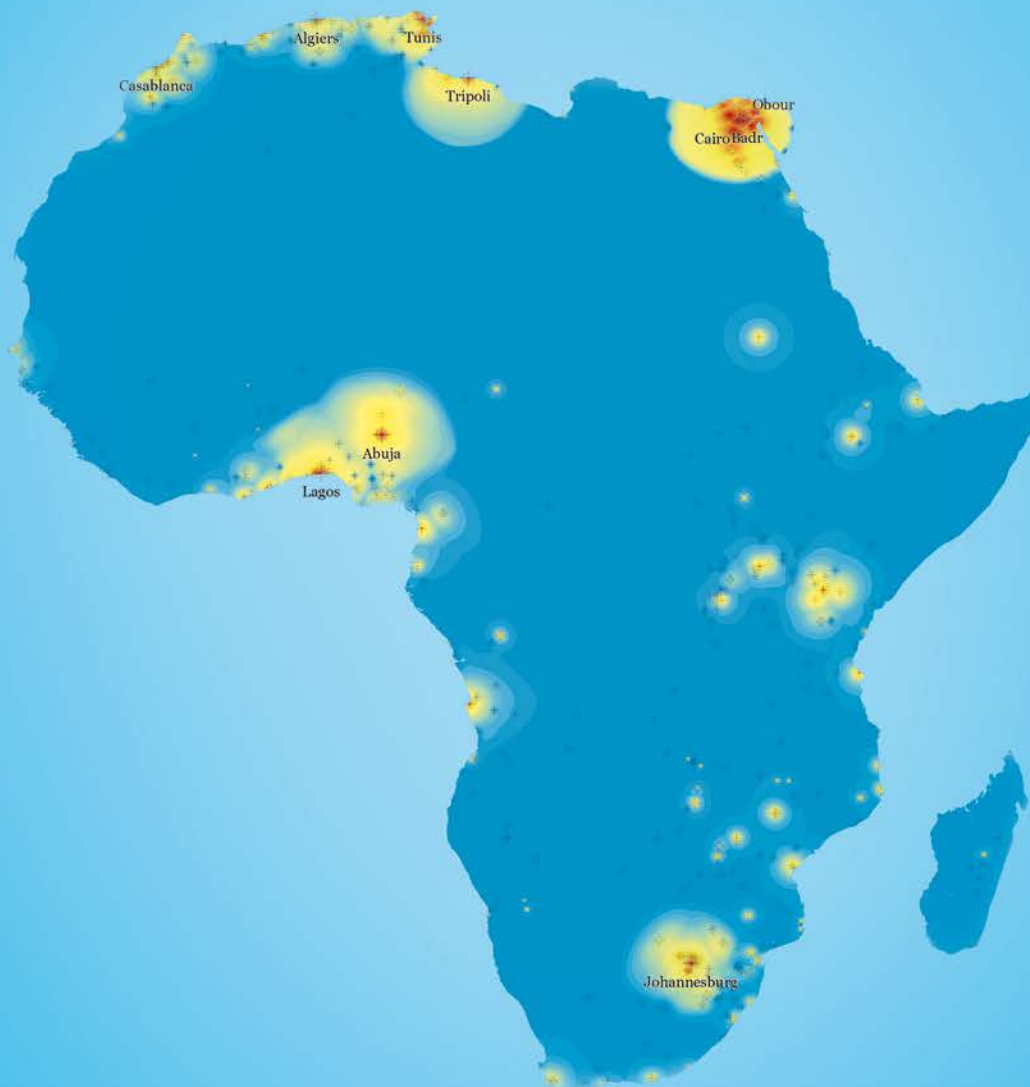 Algiers
Tunis
Casablanca
Tripoli
Obour
Cairo
Badr
Abuja
Lagos
Johannesburg